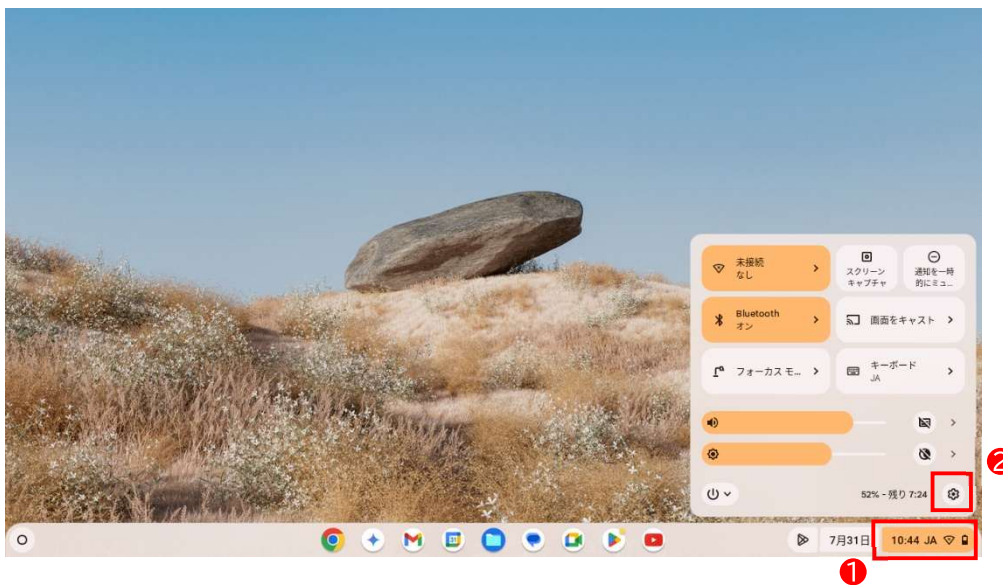 未接続
なし
スクリーン
キャプチャ
通知を一時
的にミュ...
Bluetooth
オン
画面をキャスト
フォーカス モ...
キーボード
JA
52% - 残り 7:24
2
7月31日
10:44 JA
1